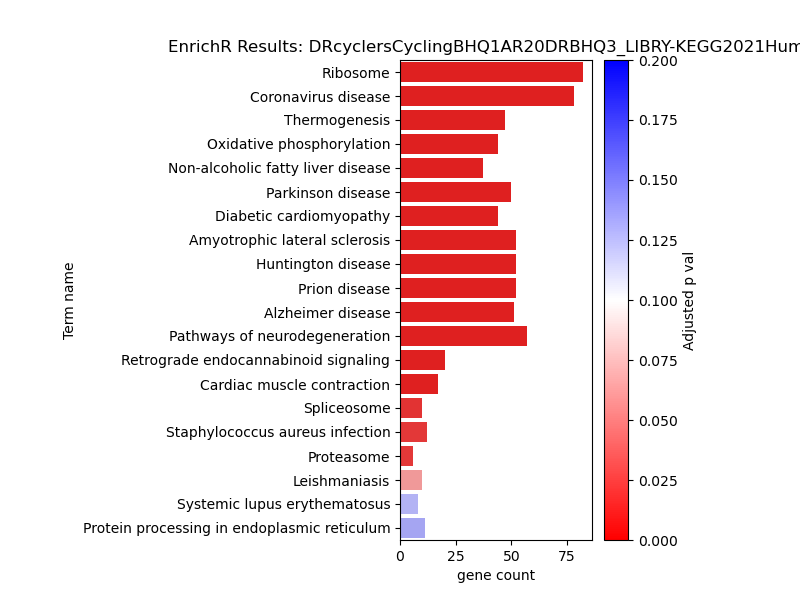 EnrichR Results: DRcyclersCyclingBHQ1AR20DRBHQ3_LIBRY-KEGG2021Hum
Ribosome
Coronavirus disease
Thermogenesis
Oxidative phosphorylation
Non-alcoholic fatty liver disease
Parkinson disease
Diabetic cardiomyopathy
Amyotrophic lateral sclerosis
Huntington disease
Prion disease
Alzheimer disease
Pathways of neurodegeneration
Retrograde endocannabinoid signaling
Cardiac muscle contraction
Spliceosome
Staphylococcus aureus infection
Proteasome
Leishmaniasis
Systemic lupus erythematosus
Protein processing in endoplasmic reticulum
Term name
0 25 50 75
gene count
0.200
0.175
0.150
0.125
0.100
0.075
0.050
0.025
0.000
Adjusted p val